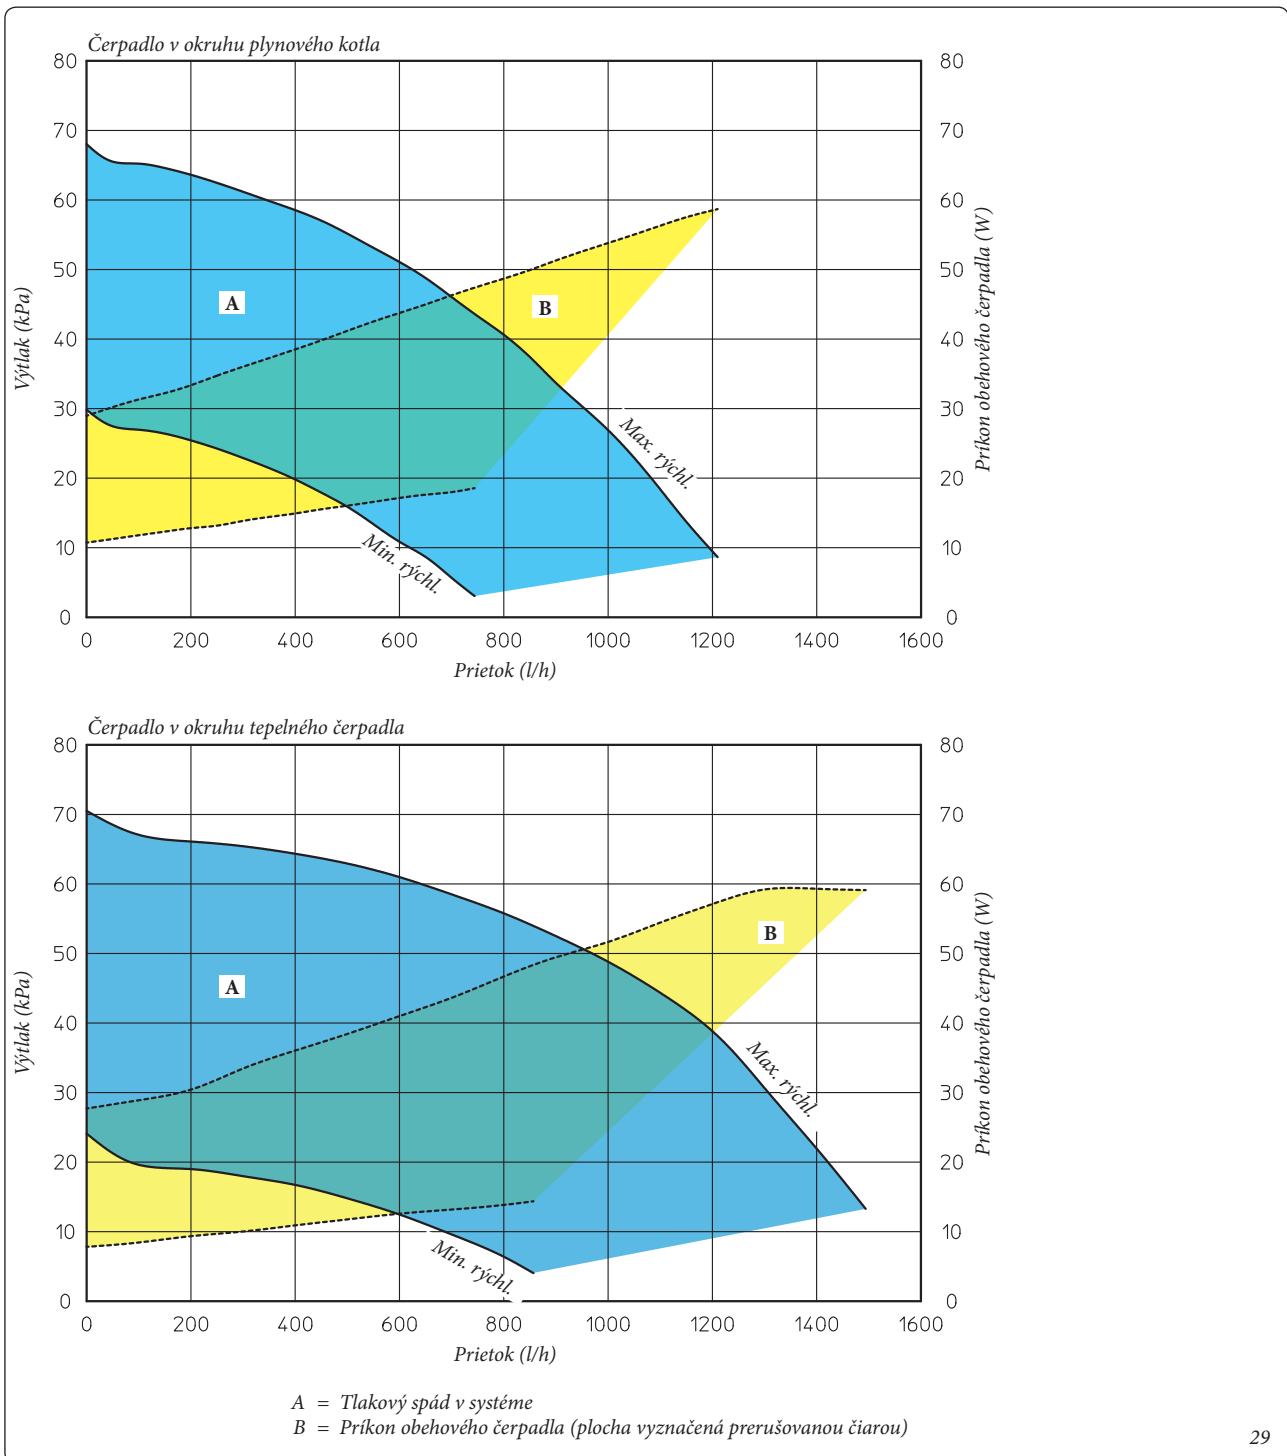 Čerpadlo v okruhu plynového kotla
80
70
60
50
40
30
20
10
0
80
70
60
50
40
30
20
10
0
Výtlak (kPa)
Príkon obehového čerpadla (W)
A
B
Max. rýchl.
Min. rýchl.
0 200 400 600 800 1000 1200 1400 1600
Prietok (l/h)
Čerpadlo v okruhu tepelného čerpadla
80
70
60
50
40
30
20
10
0
80
70
60
50
40
30
20
10
0
Výtlak (kPa)
Príkon obehového čerpadla (W)
A
B
Max. rýchl.
Min. rýchl.
0 200 400 600 800 1000 1200 1400 1600
Prietok (l/h)
A = Tlakový spád v systéme
B = Príkon obehového čerpadla (plocha vyznačená prerušovanou čiarou)
29